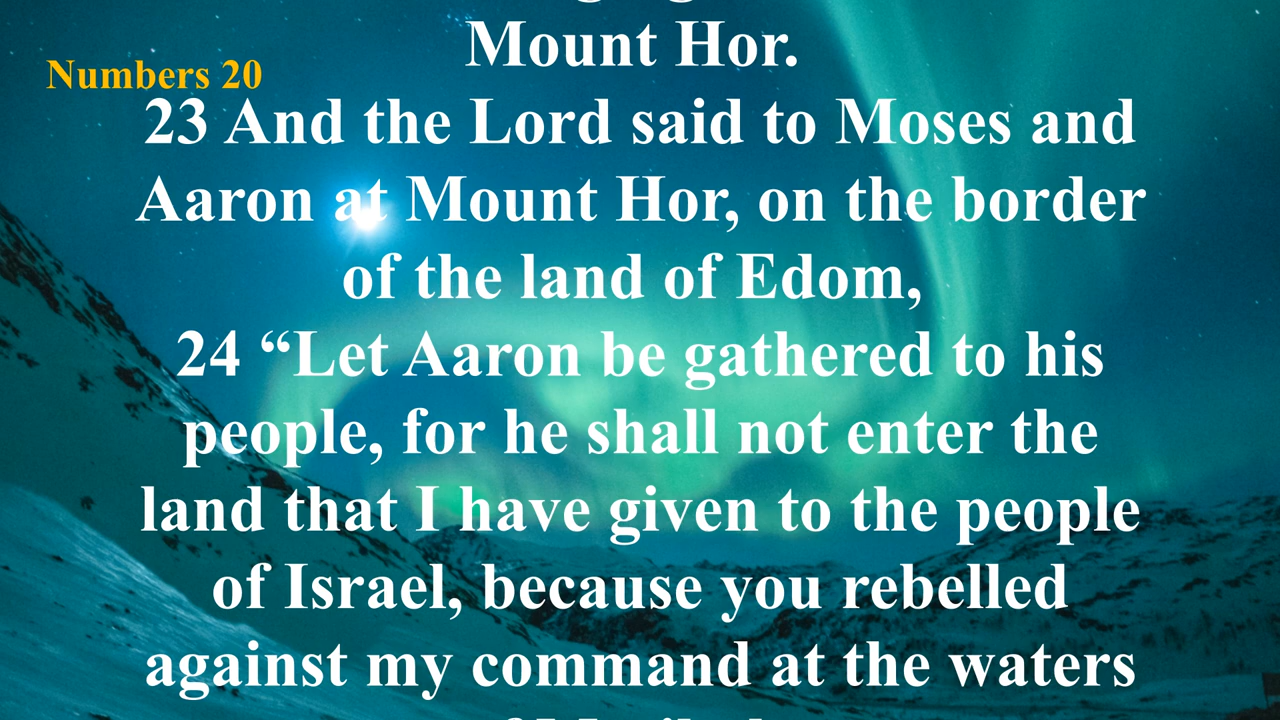 Mount Hor.
Numbers 20
23 And the Lord said to Moses and
Aaron at Mount Hor, on the border
of the land of Edom,
24 “Let Aaron be gathered to his
people, for he shall not enter the
land that I have given to the people
of Israel, because you rebelled
against my command at the waters